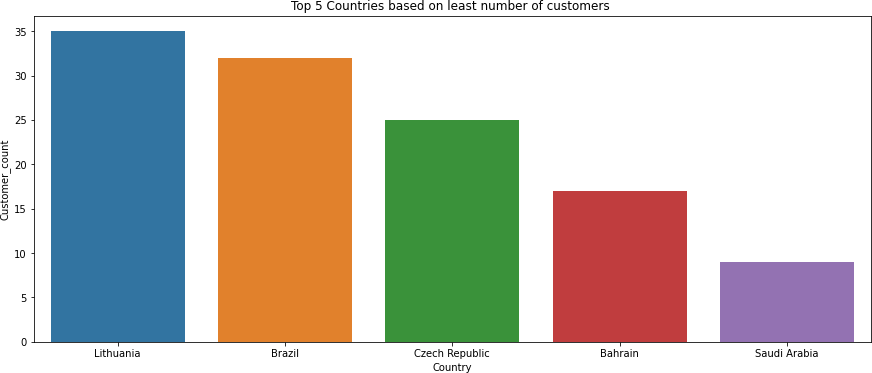 Top 5 Countries based on least number of customers
Customer_count
35
30
25
20
15
10
5
0
Lithuania
Brazil
Czech Republic
Bahrain
Saudi Arabia
Country